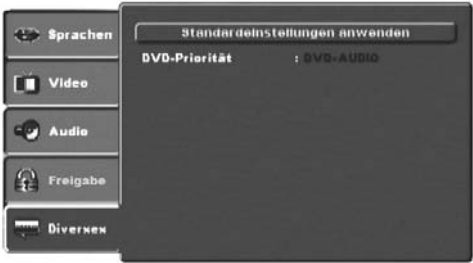 Sprachen
Video
Audio
Freigabe
Diverses
Standardeinstellungen anwenden
DVD-Priorität : DVD-AUDIO